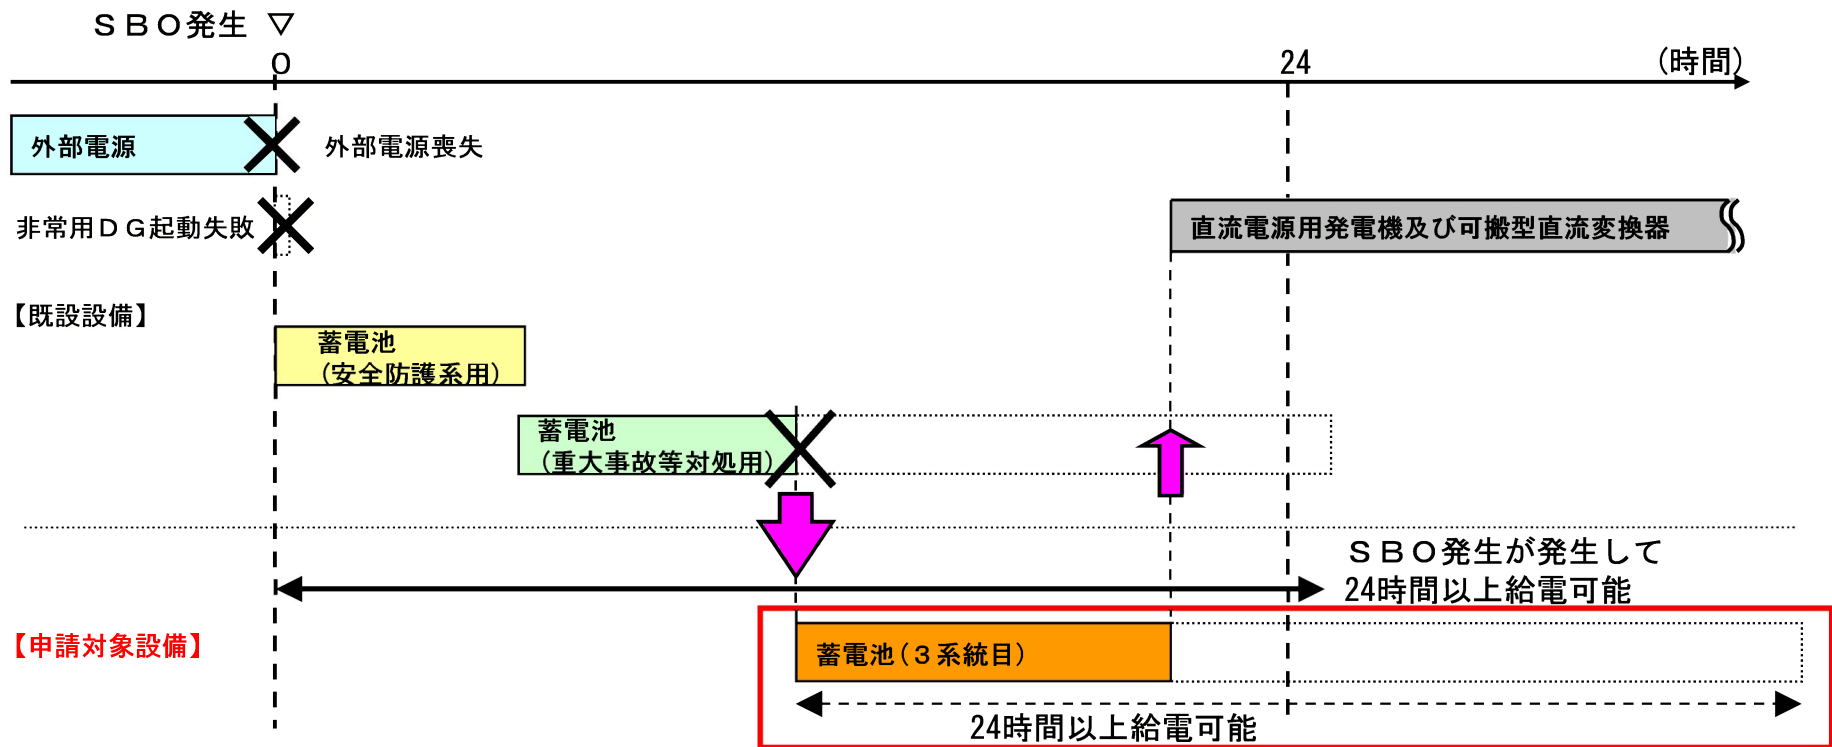 ＳＢＯ発生 ▽
0
24
(時間)
外部電源
外部電源喪失
非常用ＤＧ起動失敗
直流電源用発電機及び可搬型直流変換器
【既設設備】
蓄電池
(安全防護系用)
蓄電池
(重大事故等対処用)
ＳＢＯ発生が発生して
24時間以上給電可能
【申請対象設備】
蓄電池(３系統目)
24時間以上給電可能